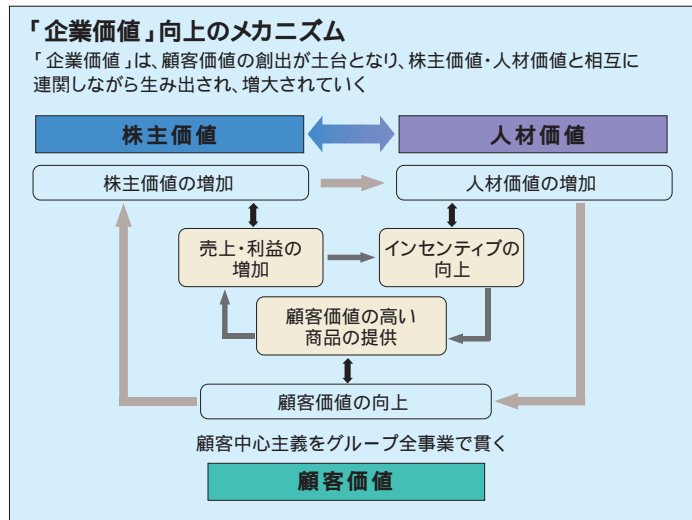 「企業価値」向上のメカニズム
「企業価値」は、顧客価値の創出が土台となり、株主価値・人材価値と相互に
連関しながら生み出され、増大されていく
株主価値
人材価値
株主価値の増加
人材価値の増加
売上・利益の
増加
インセンティブの
向上
顧客価値の高い
商品の提供
顧客価値の向上
顧客中心主義をグループ全事業で貫く
顧客価値